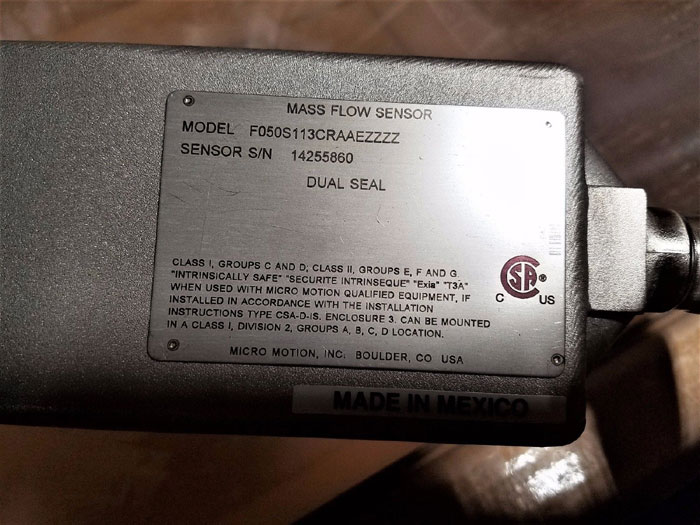 MASS FLOW SENSOR
MODEL F050S113CRAAEZZZZ
SENSOR S/N 14255860
DUAL SEAL
CLASS I, GROUPS C AND D, CLASS II, GROUPS E, F AND G
"INTRINSICALLY SAFE" "SECURITE INTRINSEQUE" "Exia" "T3A"
WHEN USED WITH MICRO MOTION QUALIFIED EQUIPMENT, IF
INSTALLED IN ACCORDANCE WITH THE INSTALLATION
INSTRUCTIONS TYPE CSA-D-IS. ENCLOSURE 3. CAN BE MOUNTED
IN A CLASS I, DIVISION 2, GROUPS A, B, C, D LOCATION.
SA ®
C US
MICRO MOTION, INC. BOULDER, CO USA
MADE IN MEXICO